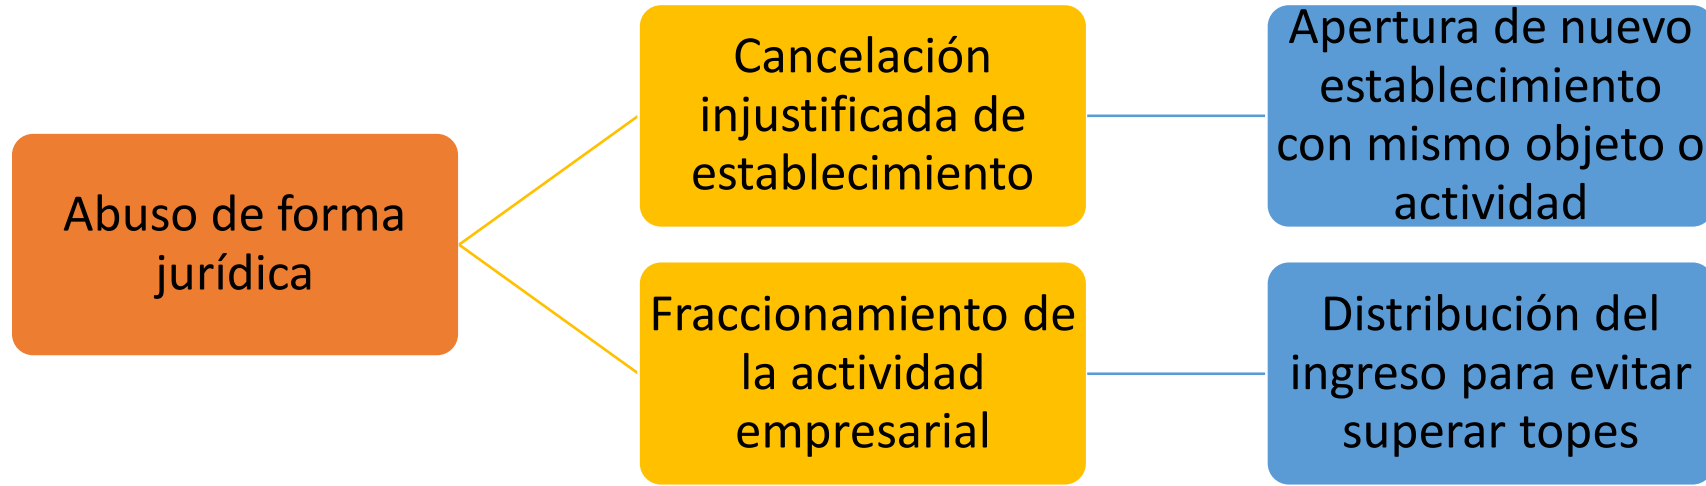 Abuso de forma
jurídica
Cancelación
injustificada de
establecimiento
Apertura de nuevo
establecimiento
con mismo objeto o
actividad
Fraccionamiento de
la actividad
empresarial
Distribución del
ingreso para evitar
superar topes